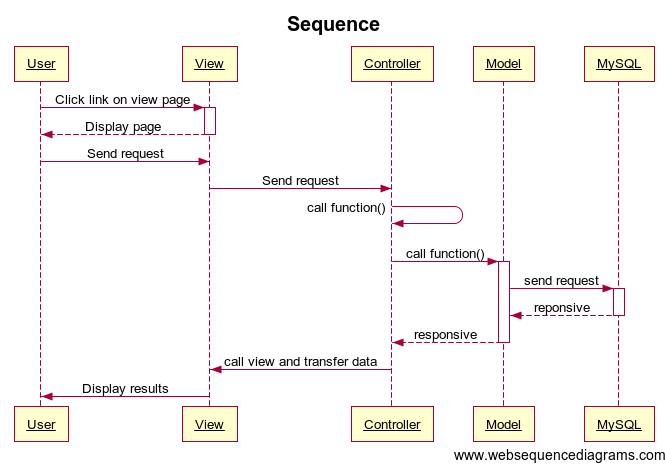 Sequence
User
View
Controller
Model
MySQL
Click link on view page
Display page
Send request
Send request
call function()
call function()
send request
reponsive
responsive
call view and transfer data
Display results
User
View
Controller
Model
MySQL
www.websequencediagrams.com